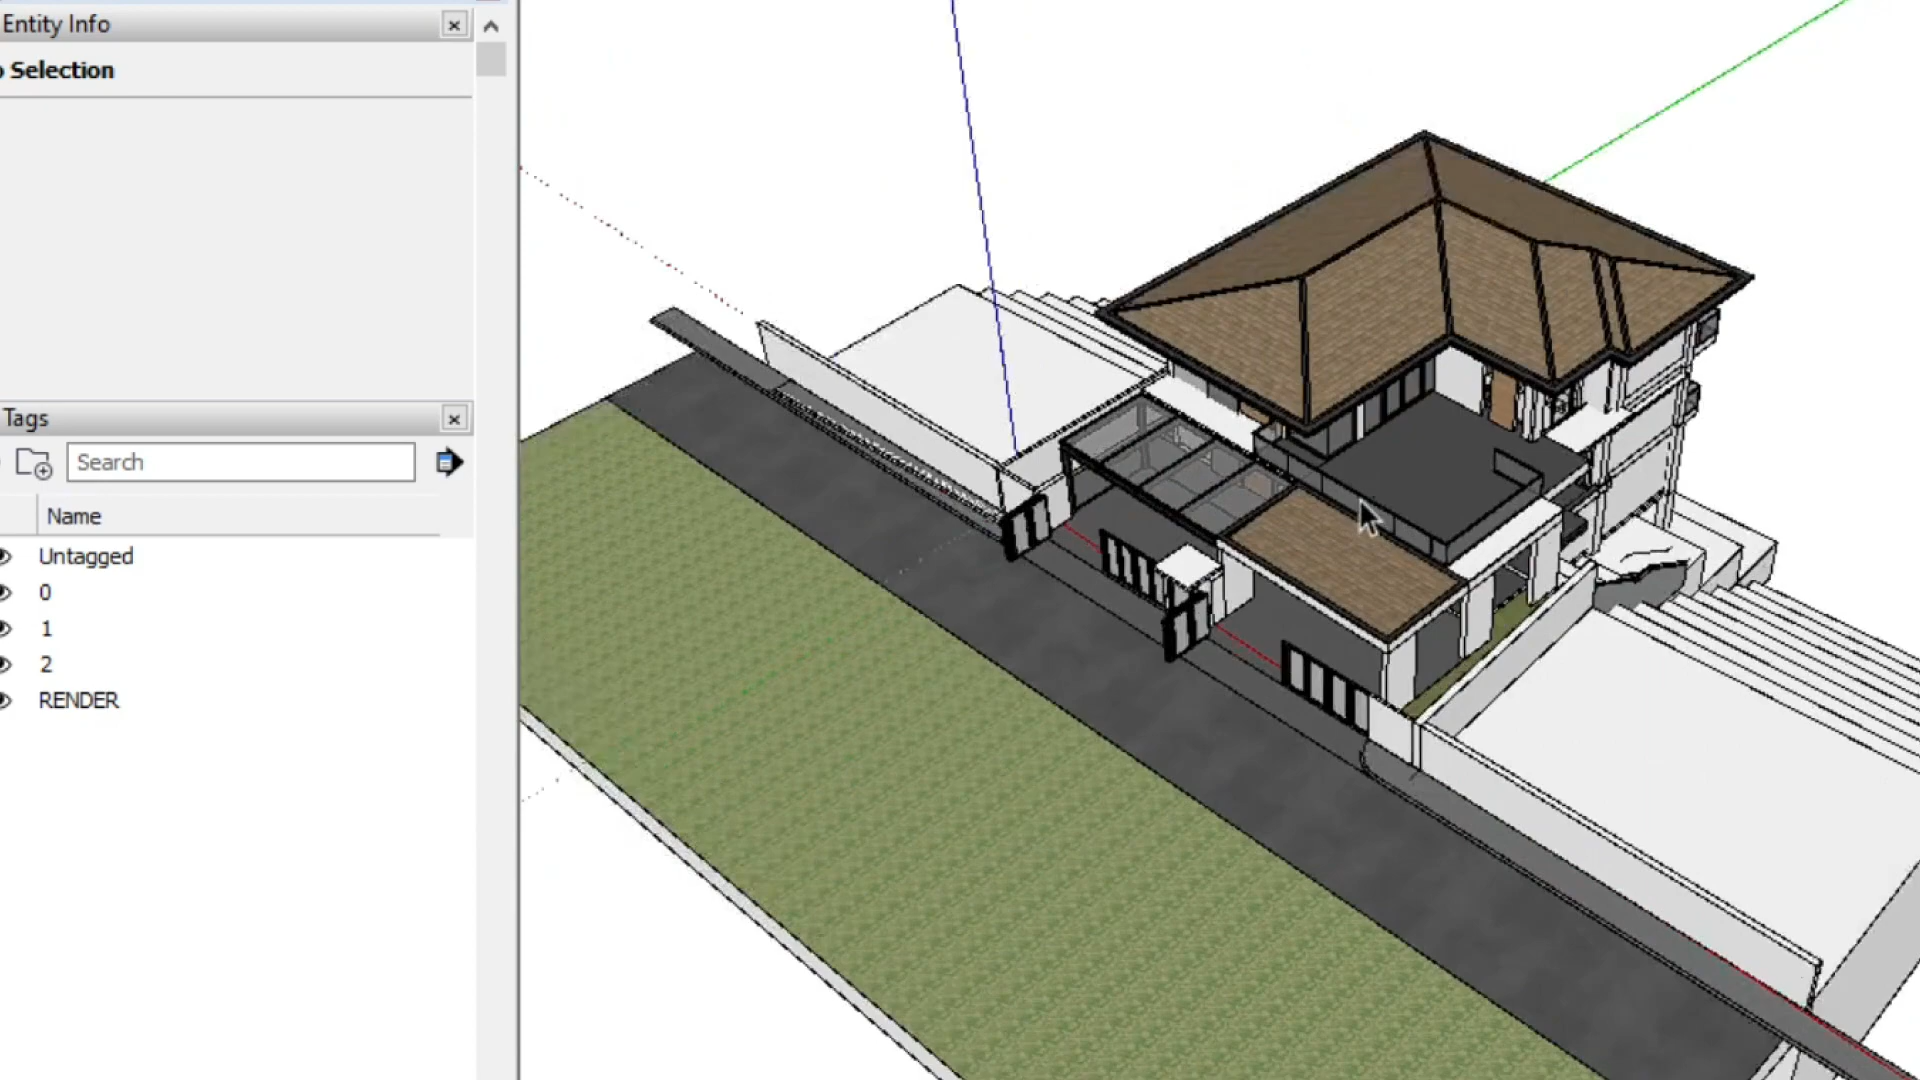 Entity Info
o Selection
Tags
Search
Name
Untagged
0
1
2
RENDER